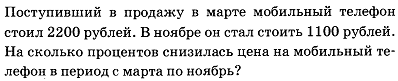 Поступивший в продажу в марте мобильный телефон
стоил 2200 рублей. В ноябре он стал стоить 1100 рублей.
На сколько процентов снизилась цена на мобильный те-
лефон в период с марта по ноябрь?